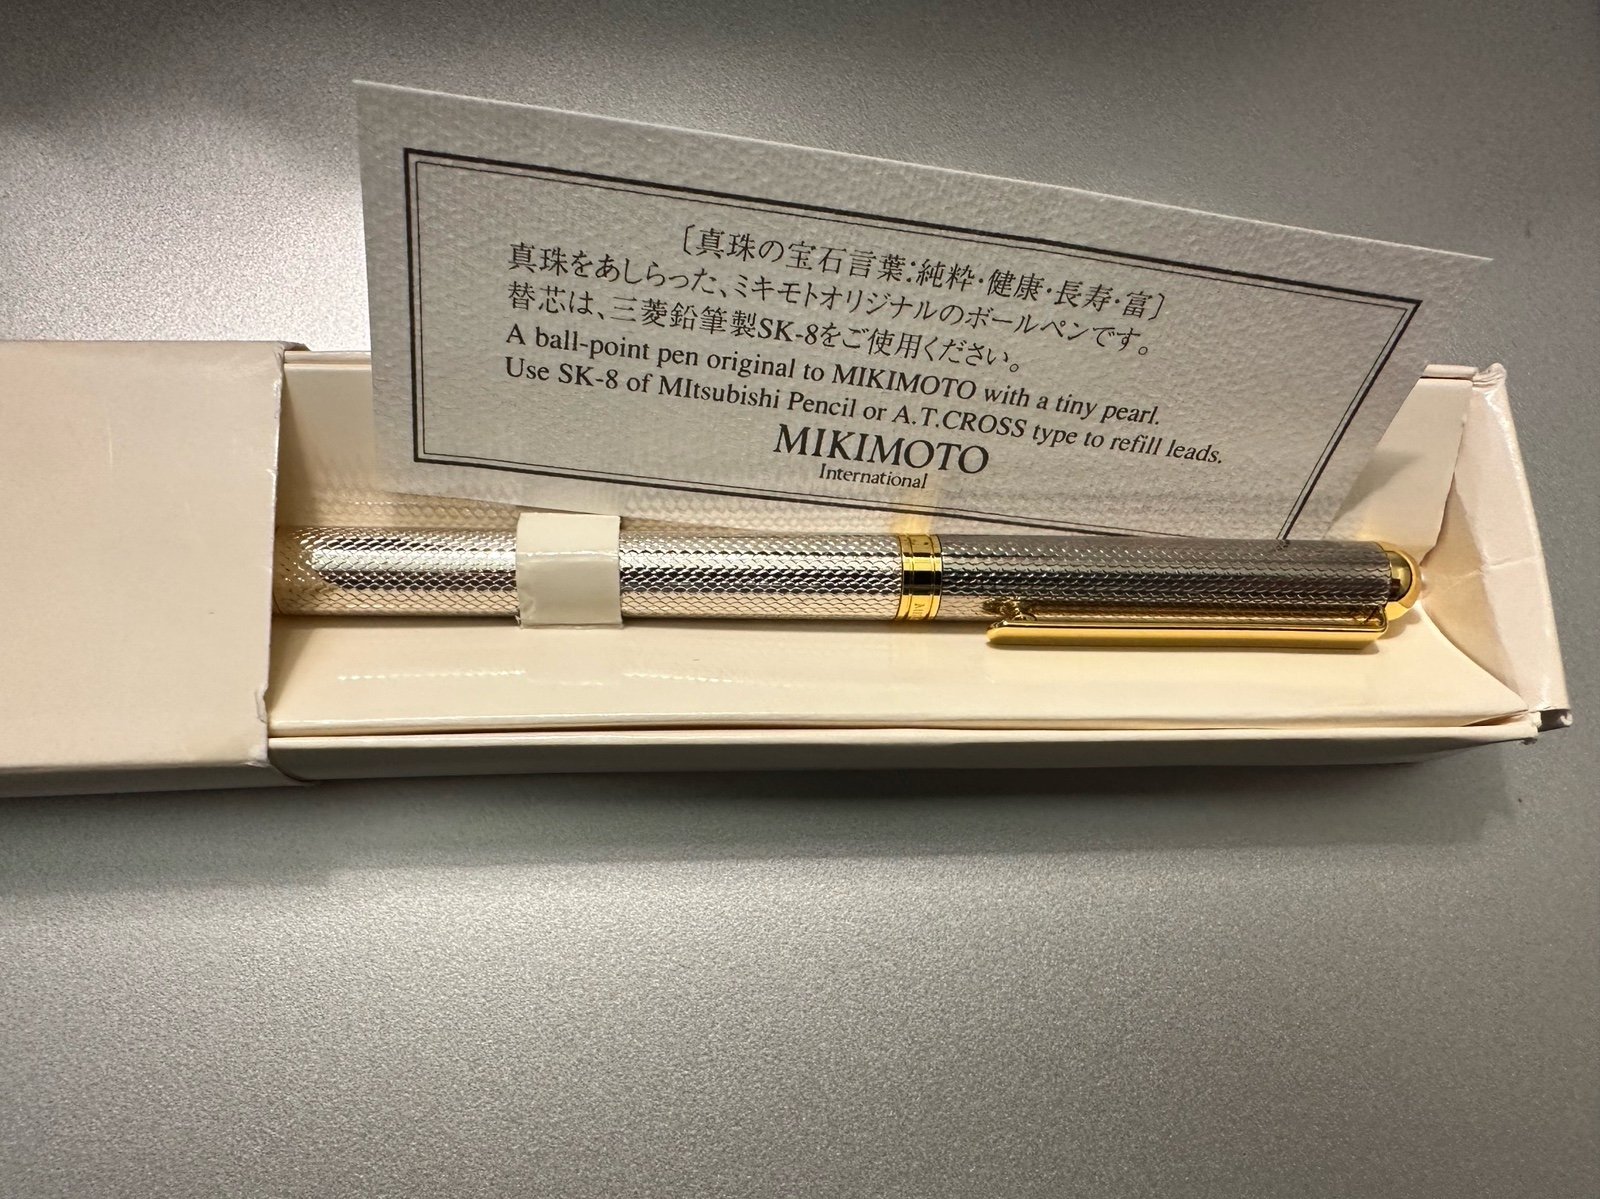 〔真珠の宝石言葉:純粋・健康・長寿・富〕
真珠をあしらった、ミキモトオリジナルのボールペンです。
替芯は、三菱鉛筆製SK-8をご使用ください。
A ball-point pen original to MIKIMOTO with a tiny pearl.
Use SK-8 of MItsubishi Pencil or A.T.CROSS type to refill leads.
MIKIMOTO
International